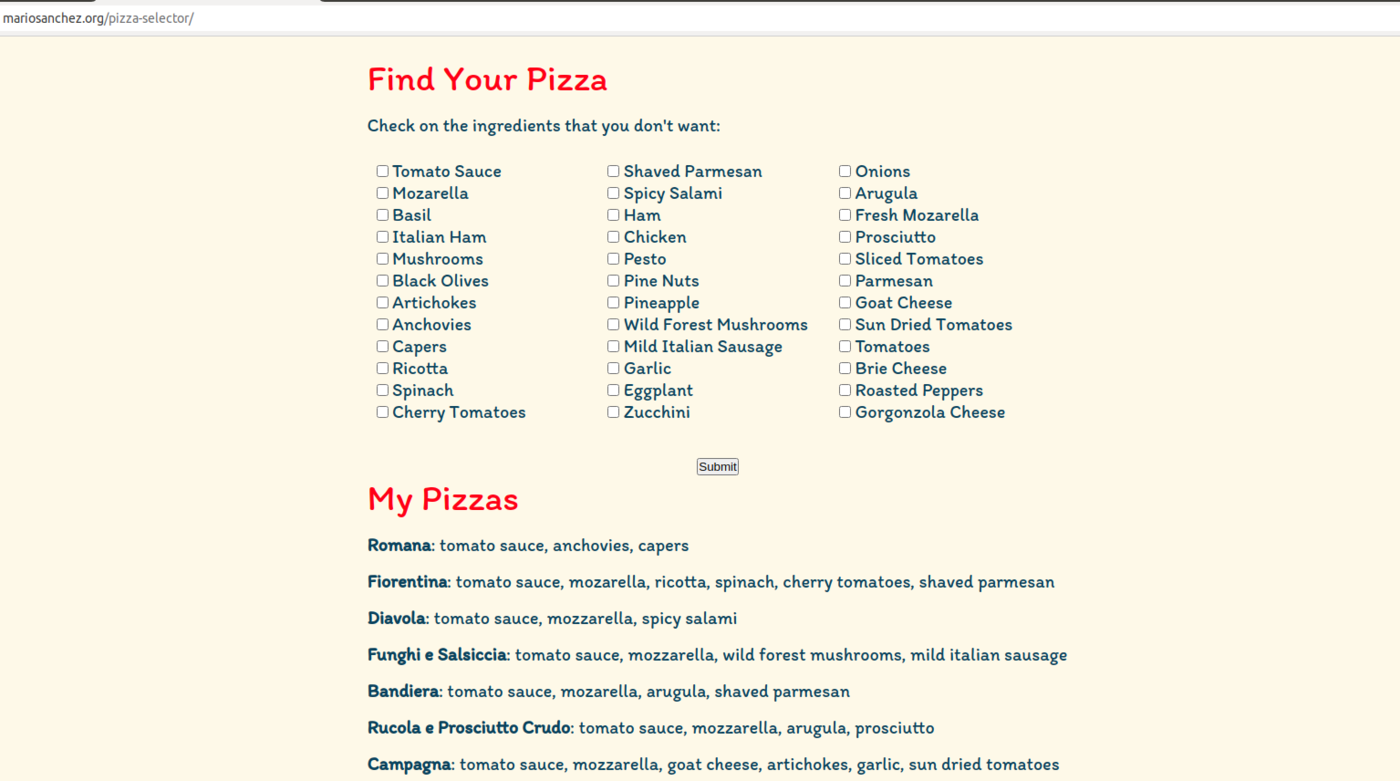 mariosanchez.org/pizza-selector/
Find Your Pizza
Check on the ingredients that you don't want:
Tomato Sauce
Mozarella
Basil
Italian Ham
Mushrooms
Black Olives
Artichokes
Anchovies
Capers
Ricotta
Spinach
Cherry Tomatoes
Shaved Parmesan
Spicy Salami
Ham
Chicken
Pesto
Pine Nuts
Pineapple
Wild Forest Mushrooms
Mild Italian Sausage
Garlic
Eggplant
Zucchini
Onions
Arugula
Fresh Mozarella
Prosciutto
Sliced Tomatoes
Parmesan
Goat Cheese
Sun Dried Tomatoes
Tomatoes
Brie Cheese
Roasted Peppers
Gorgonzola Cheese
Submit
My Pizzas
Romana: tomato sauce, anchovies, capers
Fiorentina: tomato sauce, mozarella, ricotta, spinach, cherry tomatoes, shaved parmesan
Diavola: tomato sauce, mozzarella, spicy salami
Funghi e Salsiccia: tomato sauce, mozzarella, wild forest mushrooms, mild italian sausage
Bandiera: tomato sauce, mozarella, arugula, shaved parmesan
Rucola e Prosciutto Crudo: tomato sauce, mozzarella, arugula, prosciutto
Campagna: tomato sauce, mozzarella, goat cheese, artichokes, garlic, sun dried tomatoes